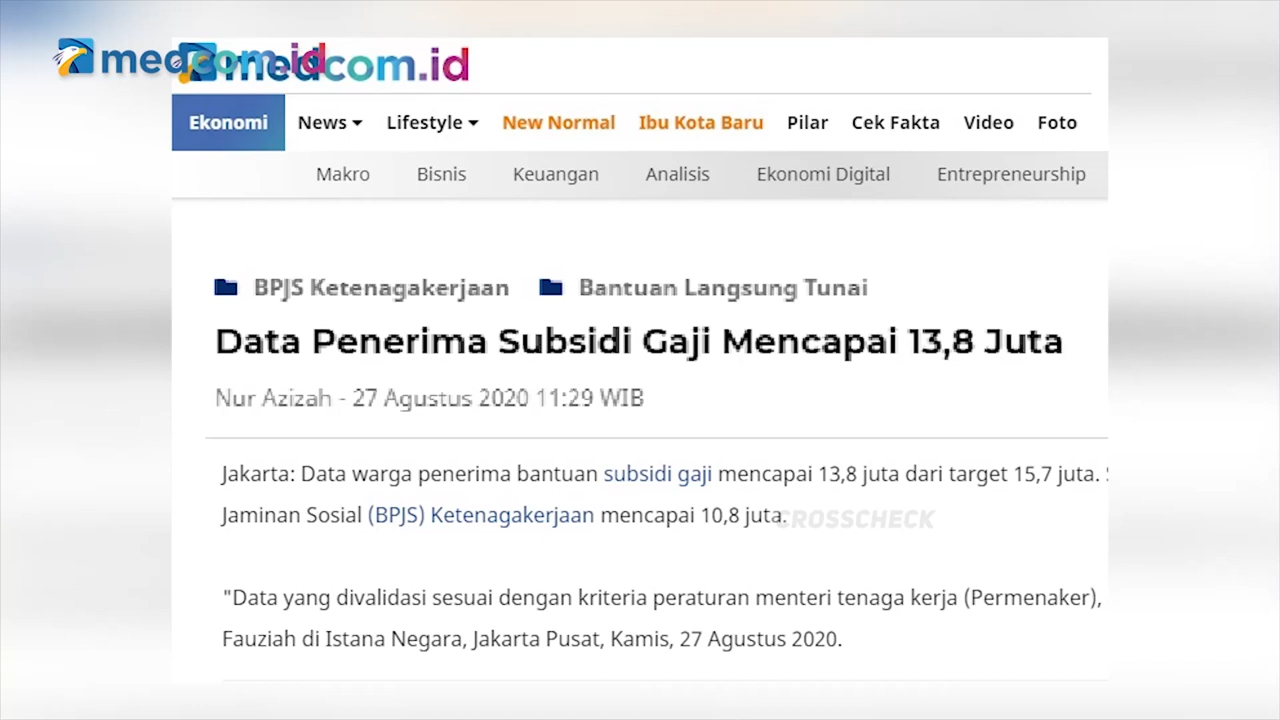 medcom.id
medcom.id
Ekonomi News Lifestyle New Normal Ibu Kota Baru Pilar Cek Fakta Video Foto
Makro Bisnis Keuangan Analisis Ekonomi Digital Entrepreneurship
BPJS Ketenagakerjaan Bantuan Langsung Tunai
Data Penerima Subsidi Gaji Mencapai 13,8 Juta
Nur Azizah - 27 Agustus 2020 11:29 WIB
Jakarta: Data warga penerima bantuan subsidi gaji mencapai 13,8 juta dari target 15,7 juta.
Jaminan Sosial (BPJS) Ketenagakerjaan mencapai 10,8 juta.
CROSSCHECK
"Data yang divalidasi sesuai dengan kriteria peraturan menteri tenaga kerja (Permenaker),
Fauziah di Istana Negara, Jakarta Pusat, Kamis, 27 Agustus 2020.